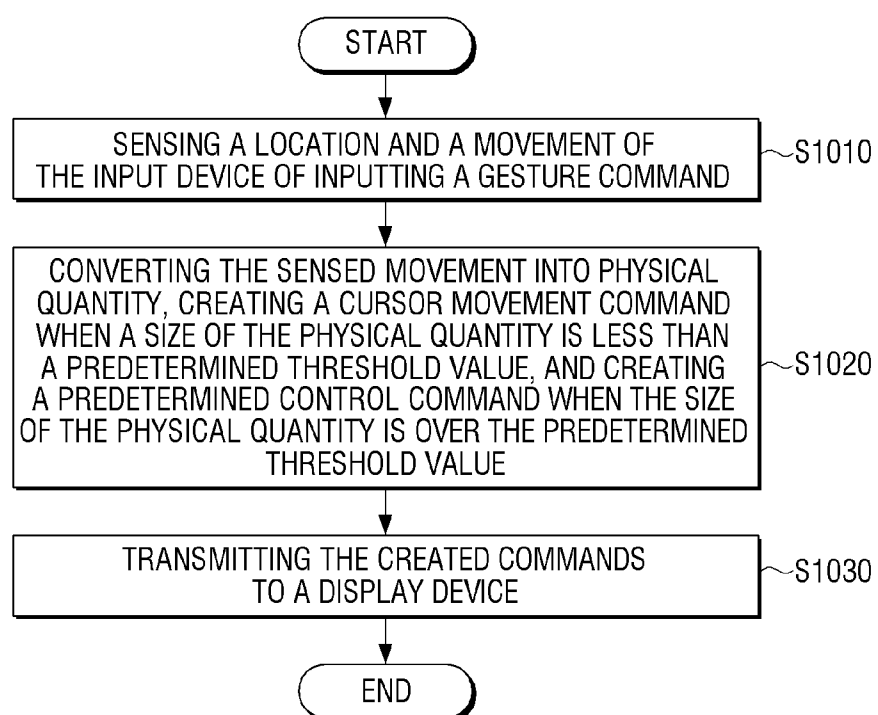 START
SENSING A LOCATION AND A MOVEMENT OF
THE INPUT DEVICE OF INPUTTING A GESTURE COMMAND
S1010
CONVERTING THE SENSED MOVEMENT INTO PHYSICAL
QUANTITY, CREATING A CURSOR MOVEMENT COMMAND
WHEN A SIZE OF THE PHYSICAL QUANTITY IS LESS THAN
A PREDETERMINED THRESHOLD VALUE, AND CREATING
A PREDETERMINED CONTROL COMMAND WHEN THE SIZE
OF THE PHYSICAL QUANTITY IS OVER THE PREDETERMINED
THRESHOLD VALUE
S1020
TRANSMITTING THE CREATED COMMANDS
TO A DISPLAY DEVICE
S1030
END